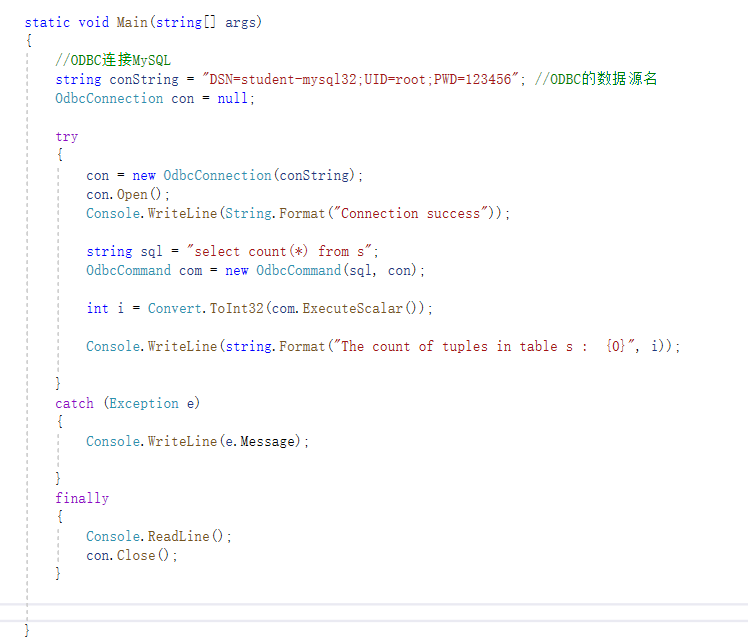 static void Main(string[] args)
{
//ODBC连接MySQL
string conString = "DSN=student-mysql32;UID=root;PWD=123456"; //ODBC的数据源名
OdbcConnection con = null;
try
{
con = new OdbcConnection(conString);
con.Open();
Console.WriteLine(String.Format("Connection success"));
string sql = "select count(*) from s";
OdbcCommand com = new OdbcCommand(sql, con);
int i = Convert.ToInt32(com.ExecuteScalar());
Console.WriteLine(string.Format("The count of tuples in table s :  {0}", i));
}
catch (Exception e)
{
Console.WriteLine(e.Message);
}
finally
{
Console.ReadLine();
con.Close();
}
}